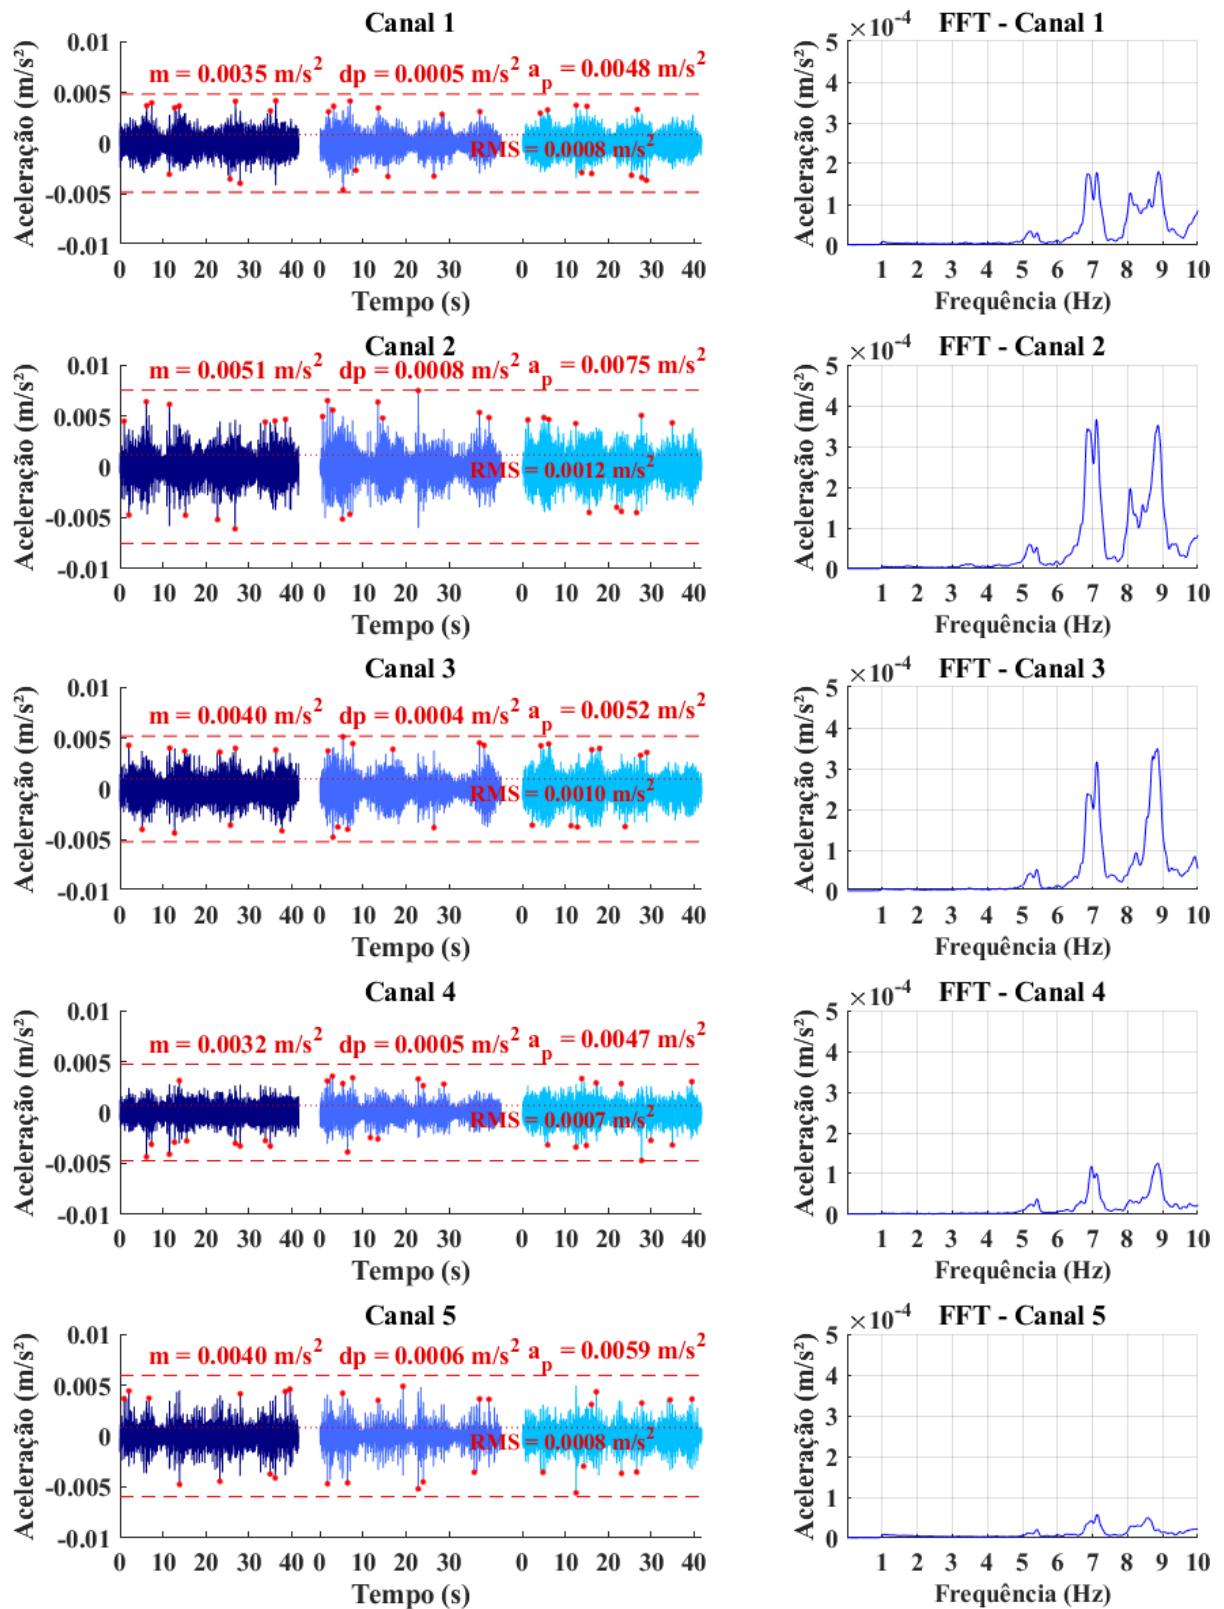 Canal 1
FFT - Canal 1
×10⁻⁴
Aceleração (m/s²)
0.01
0.005
0
-0.005
-0.01
m = 0.0035 m/s² dp = 0.0005 m/s² aₚ = 0.0048 m/s²
RMS = 0.0008 m/s²
0 10 20 30 40 0 10 20 30 0 10 20 30 40
Tempo (s)
Aceleração (m/s²)
5
4
3
2
1
0
1 2 3 4 5 6 7 8 9 10
Frequência (Hz)
Canal 2
FFT - Canal 2
×10⁻⁴
Aceleração (m/s²)
0.01
0.005
0
-0.005
-0.01
m = 0.0051 m/s² dp = 0.0008 m/s² aₚ = 0.0075 m/s²
RMS = 0.0012 m/s²
0 10 20 30 40 0 10 20 30 0 10 20 30 40
Tempo (s)
Aceleração (m/s²)
5
4
3
2
1
0
1 2 3 4 5 6 7 8 9 10
Frequência (Hz)
Canal 3
FFT - Canal 3
×10⁻⁴
Aceleração (m/s²)
0.01
0.005
0
-0.005
-0.01
m = 0.0040 m/s² dp = 0.0004 m/s² aₚ = 0.0052 m/s²
RMS = 0.0010 m/s²
0 10 20 30 40 0 10 20 30 0 10 20 30 40
Tempo (s)
Aceleração (m/s²)
5
4
3
2
1
0
1 2 3 4 5 6 7 8 9 10
Frequência (Hz)
Canal 4
FFT - Canal 4
×10⁻⁴
Aceleração (m/s²)
0.01
0.005
0
-0.005
-0.01
m = 0.0032 m/s² dp = 0.0005 m/s² aₚ = 0.0047 m/s²
RMS = 0.0007 m/s²
0 10 20 30 40 0 10 20 30 0 10 20 30 40
Tempo (s)
Aceleração (m/s²)
5
4
3
2
1
0
1 2 3 4 5 6 7 8 9 10
Frequência (Hz)
Canal 5
FFT - Canal 5
×10⁻⁴
Aceleração (m/s²)
0.01
0.005
0
-0.005
-0.01
m = 0.0040 m/s² dp = 0.0006 m/s² aₚ = 0.0059 m/s²
RMS = 0.0008 m/s²
0 10 20 30 40 0 10 20 30 0 10 20 30 40
Tempo (s)
Aceleração (m/s²)
5
4
3
2
1
0
1 2 3 4 5 6 7 8 9 10
Frequência (Hz)